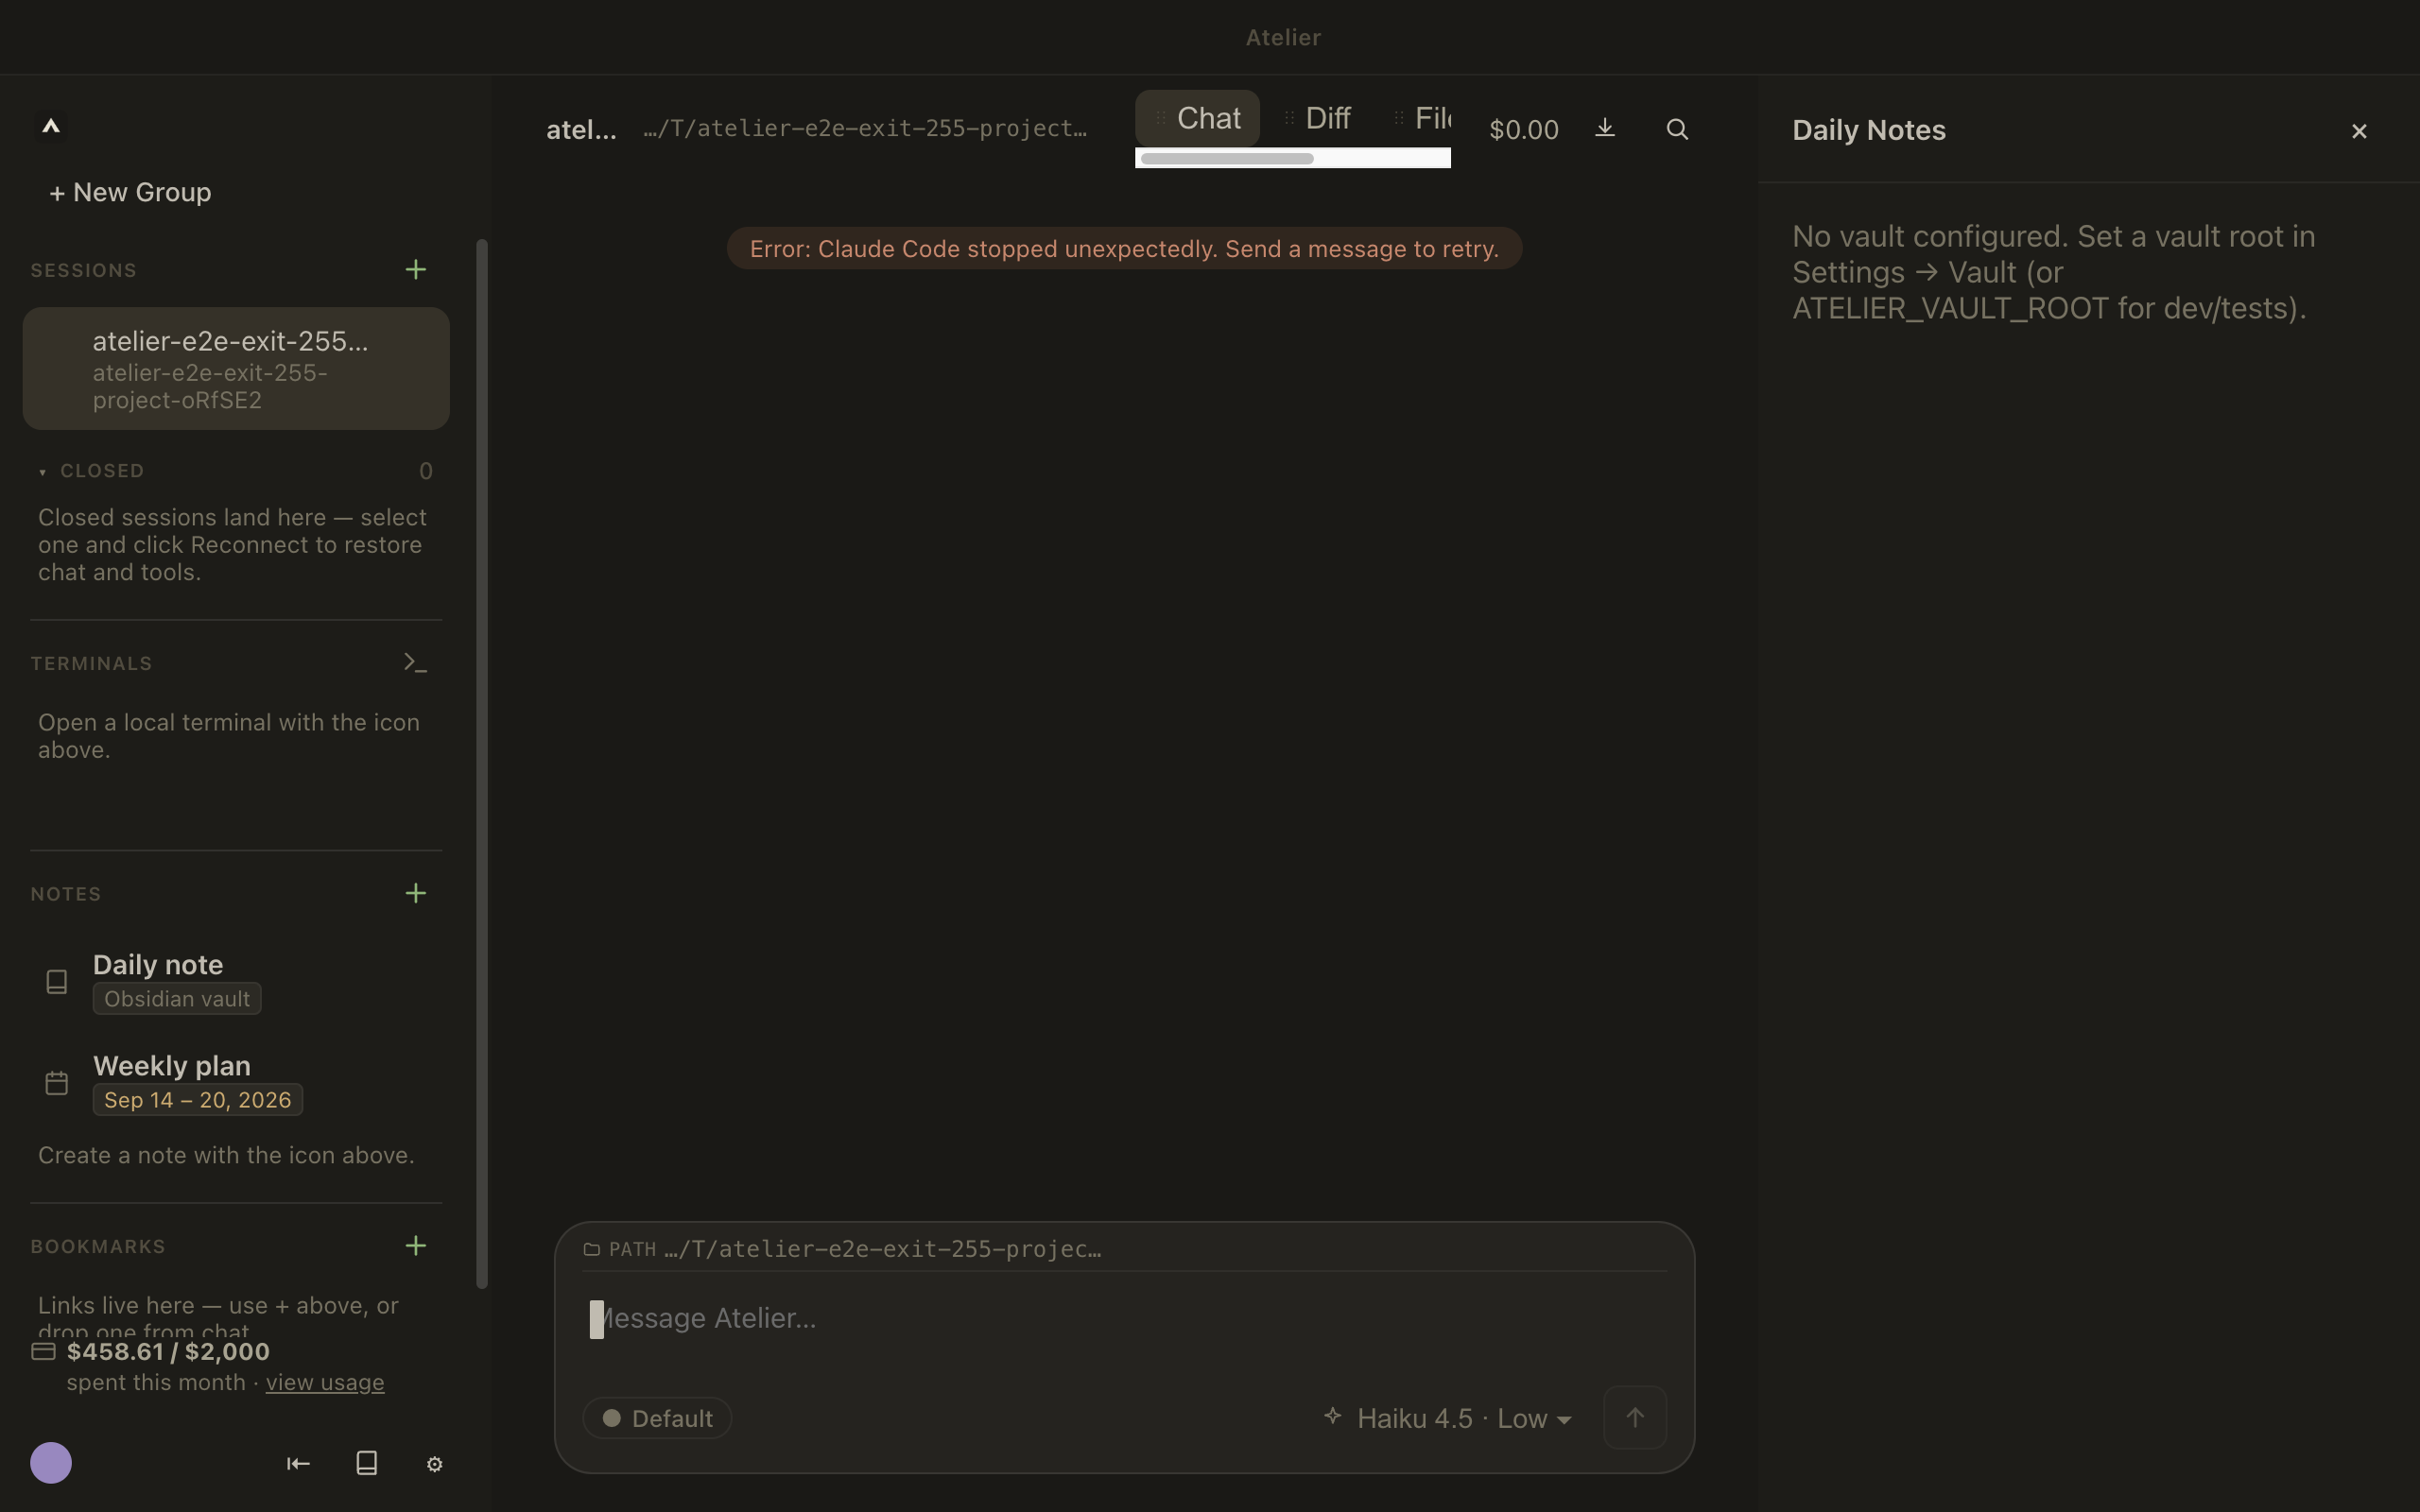 Atelier
+ New Group
SESSIONS
atelier-e2e-exit-255...
atelier-e2e-exit-255-
project-oRfSE2
CLOSED 0
Closed sessions land here — select
one and click Reconnect to restore
chat and tools.
TERMINALS
Open a local terminal with the icon
above.
NOTES
Daily note
Obsidian vault
Weekly plan
Sep 14 – 20, 2026
Create a note with the icon above.
BOOKMARKS
Links live here — use + above, or
drop one from chat
$458.61 / $2,000
spent this month · view usage
atel... …/T/atelier-e2e-exit-255-project… Chat Diff $0.00
Error: Claude Code stopped unexpectedly. Send a message to retry.
PATH …/T/atelier-e2e-exit-255-projec…
Message Atelier...
Default Haiku 4.5 · Low
Daily Notes
No vault configured. Set a vault root in
Settings → Vault (or
ATELIER_VAULT_ROOT for dev/tests).